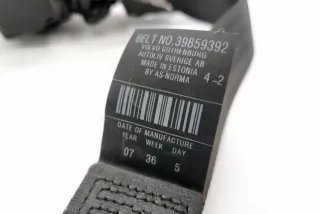 BELT NO.39859392
VOLVO GOTHENBURG
AUTOLIV SVERIGE AB
MADE IN ESTONIA
BY AS-NORMA 4-2
DATE OF MANUFACTURE
YEAR WEEK DAY
07 36 5